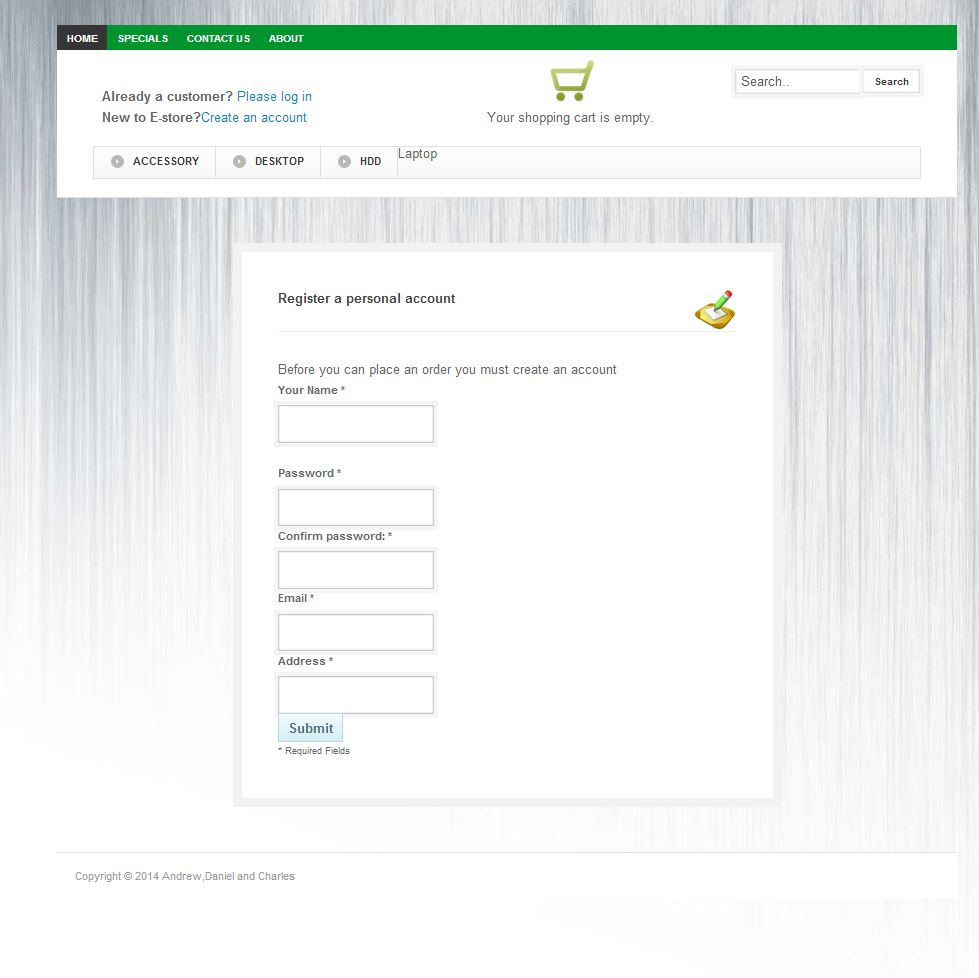 HOME SPECIALS CONTACT US ABOUT
Already a customer? Please log in
New to E-store?Create an account
Your shopping cart is empty.
Search.. Search
ACCESSORY DESKTOP HDD Laptop
Register a personal account
Before you can place an order you must create an account
Your Name *
Password *
Confirm password: *
Email *
Address *
Submit
* Required Fields
Copyright © 2014 Andrew,Daniel and Charles